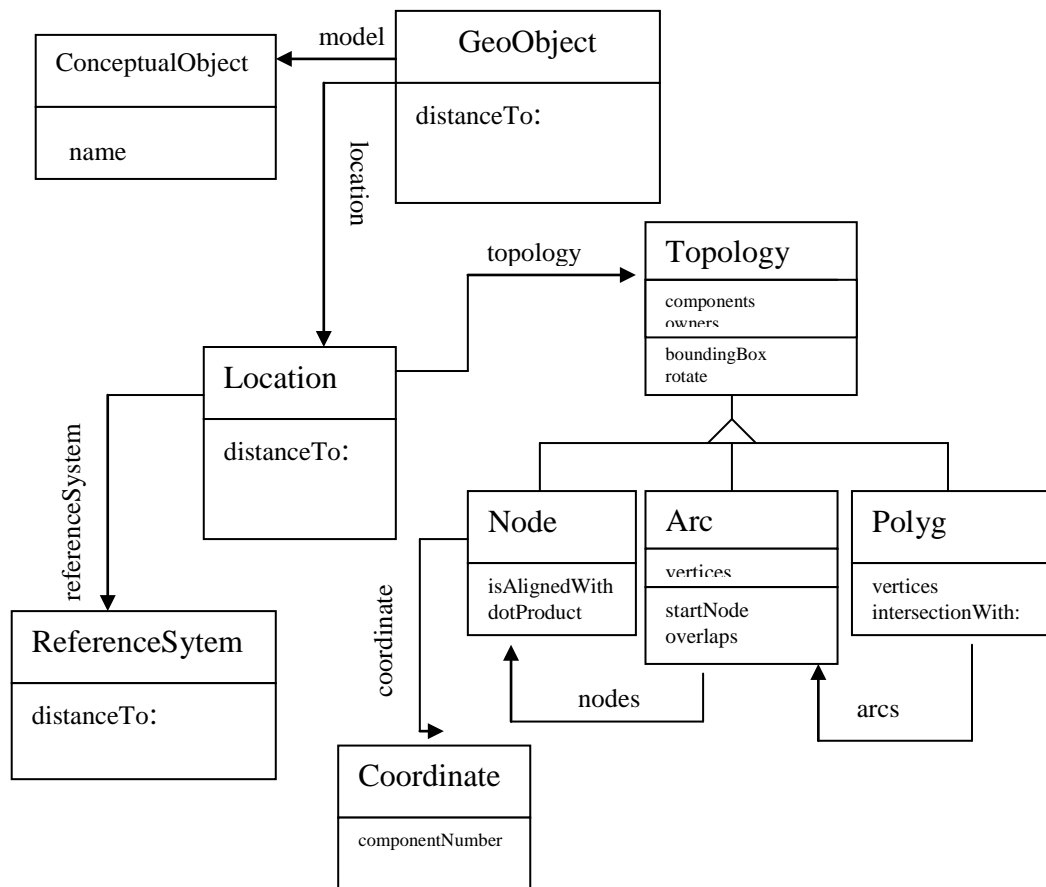 model
GeoObject
ConceptualObject
distanceTo:
name
location
topology
Topology
components
owners
boundingBox
rotate
Location
distanceTo:
referenceSystem
Node
Arc
Polyg
isAlignedWith
dotProduct
vertices
startNode
overlaps
vertices
intersectionWith:
ReferenceSytem
distanceTo:
coordinate
nodes
arcs
Coordinate
componentNumber